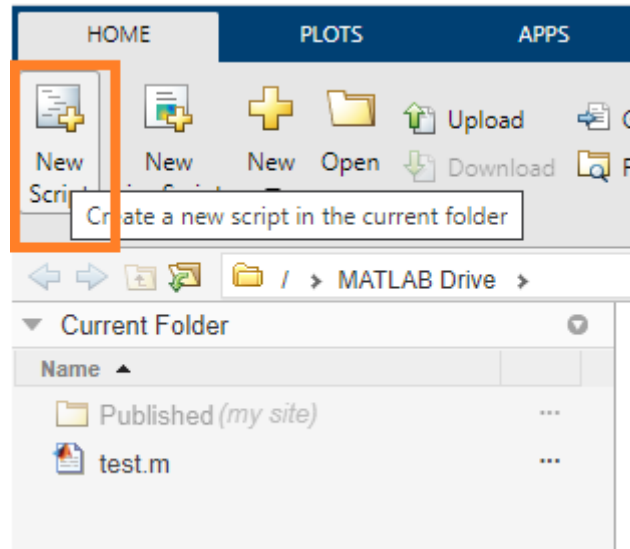 HOME PLOTS APPS
New New New Open Upload
Script Download
Create a new script in the current folder
/ > MATLAB Drive >
Current Folder
Name
Published (my site) ...
test.m ...